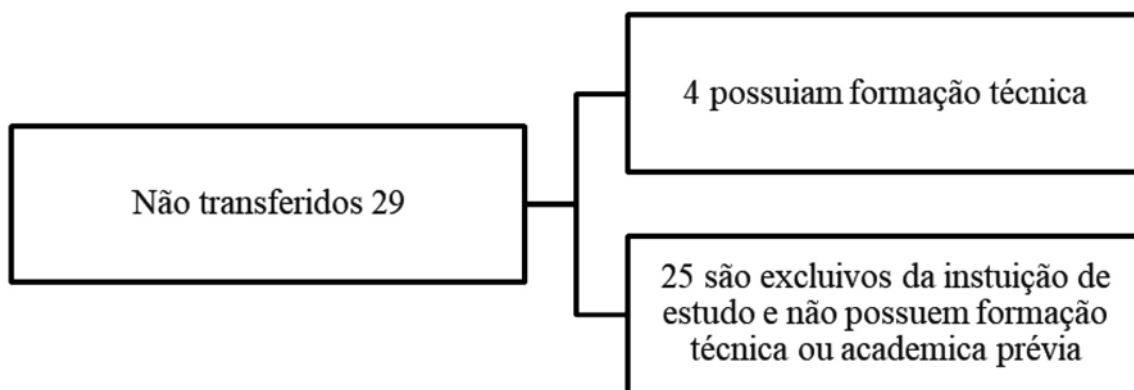 4 possuiam formação técnica
Não transferidos 29
25 são excluivos da instuição de
estudo e não possuem formação
técnica ou academica prévia